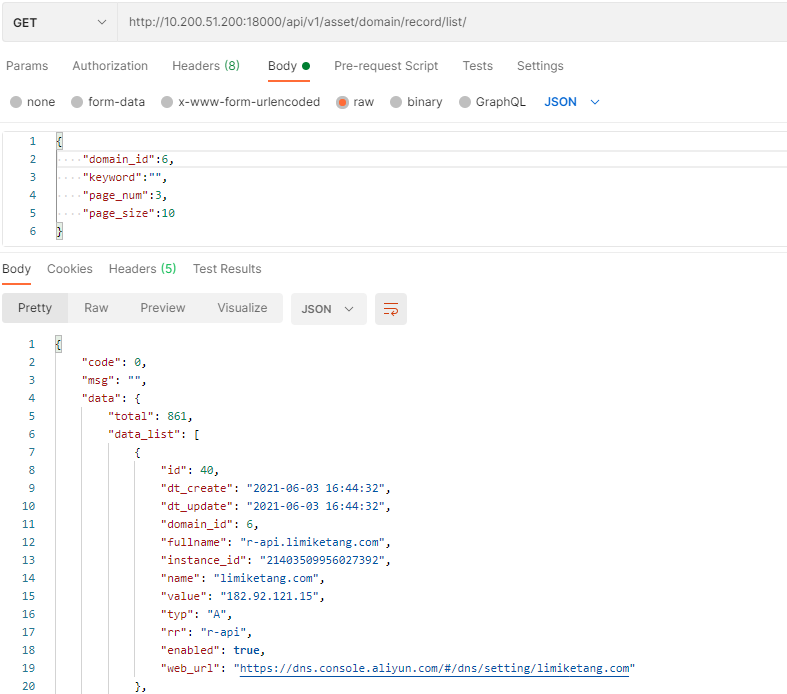 GET http://10.200.51.200:18000/api/v1/asset/domain/record/list/
Params Authorization Headers (8) Body Pre-request Script Tests Settings
none form-data x-www-form-urlencoded raw binary GraphQL JSON
1 {
2 "domain_id":6,
3 "keyword":"",
4 "page_num":3,
5 "page_size":10
6 }
Body Cookies Headers (5) Test Results
Pretty Raw Preview Visualize JSON
1 {
2 "code": 0,
3 "msg": "",
4 "data": {
5 "total": 861,
6 "data_list": [
7 {
8 "id": 40,
9 "dt_create": "2021-06-03 16:44:32",
10 "dt_update": "2021-06-03 16:44:32",
11 "domain_id": 6,
12 "fullname": "r-api.limiketang.com",
13 "instance_id": "21403509956027392",
14 "name": "limiketang.com",
15 "value": "182.92.121.15",
16 "typ": "A",
17 "rr": "r-api",
18 "enabled": true,
19 "web_url": "https://dns.console.aliyun.com/#/dns/setting/limiketang.com"
20 },